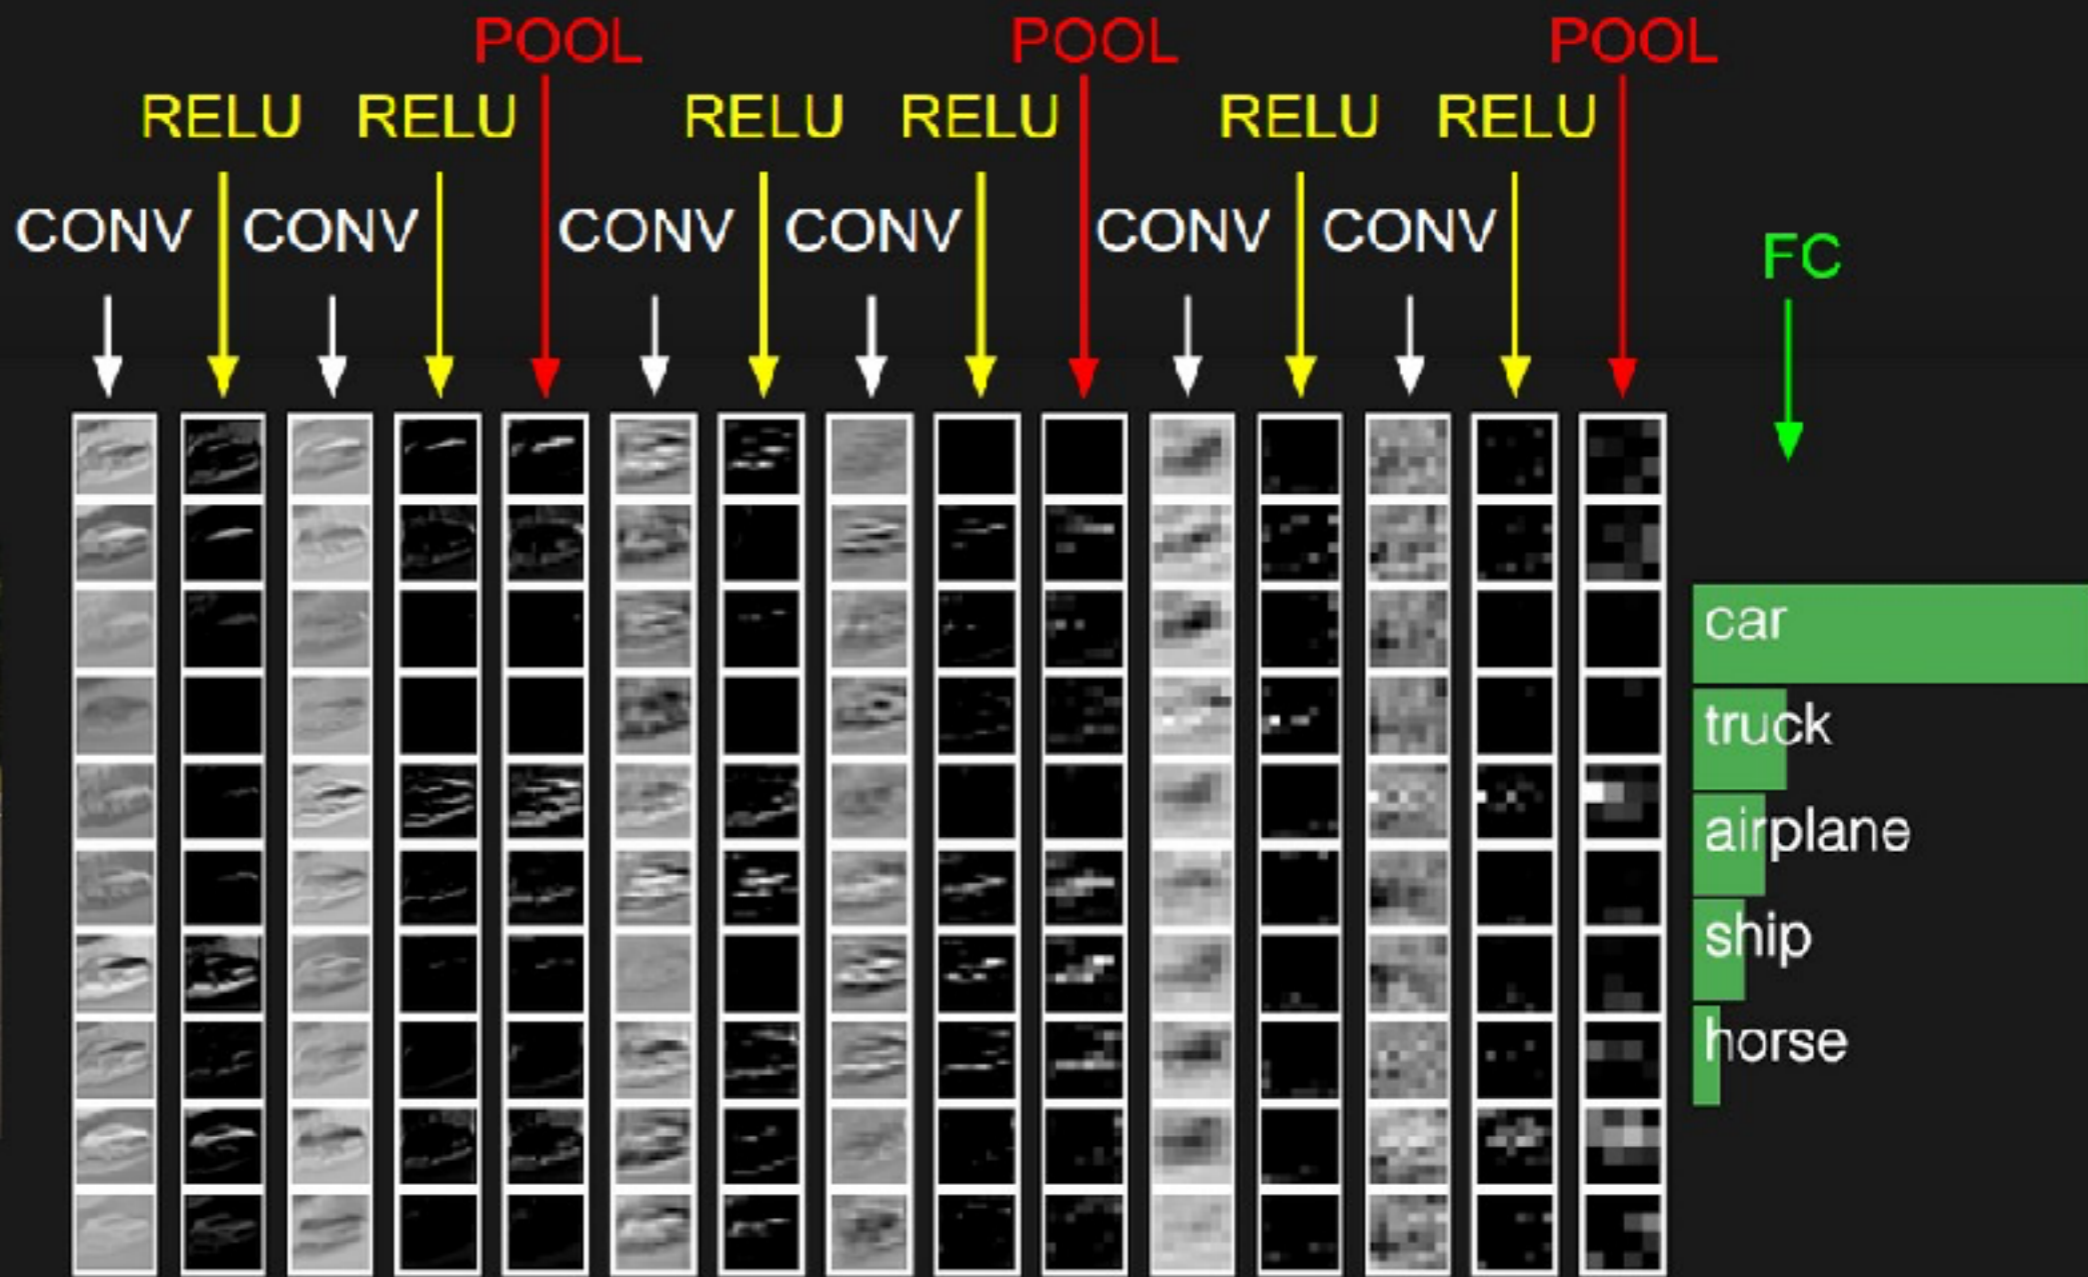 POOL POOL POOL
RELU RELU RELU RELU RELU RELU
CONV CONV CONV CONV CONV CONV
FC
car
truck
airplane
ship
horse